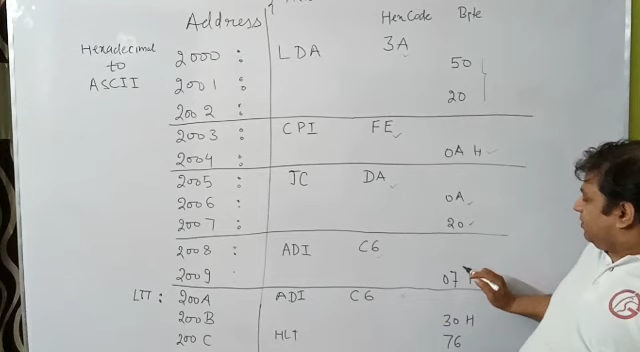 Address HexCode Byte
Hexadecimal
to
ASCII
2000 : LDA 3A
2001 : 50
2002 : 20
2003 : CPI FE
2004 : 0A H
2005 : JC DA
2006 : 0A
2007 : 20
2008 : ADI C6
2009 07 H
LTT : 200A ADI C6
200B 30 H
200C HLT 76